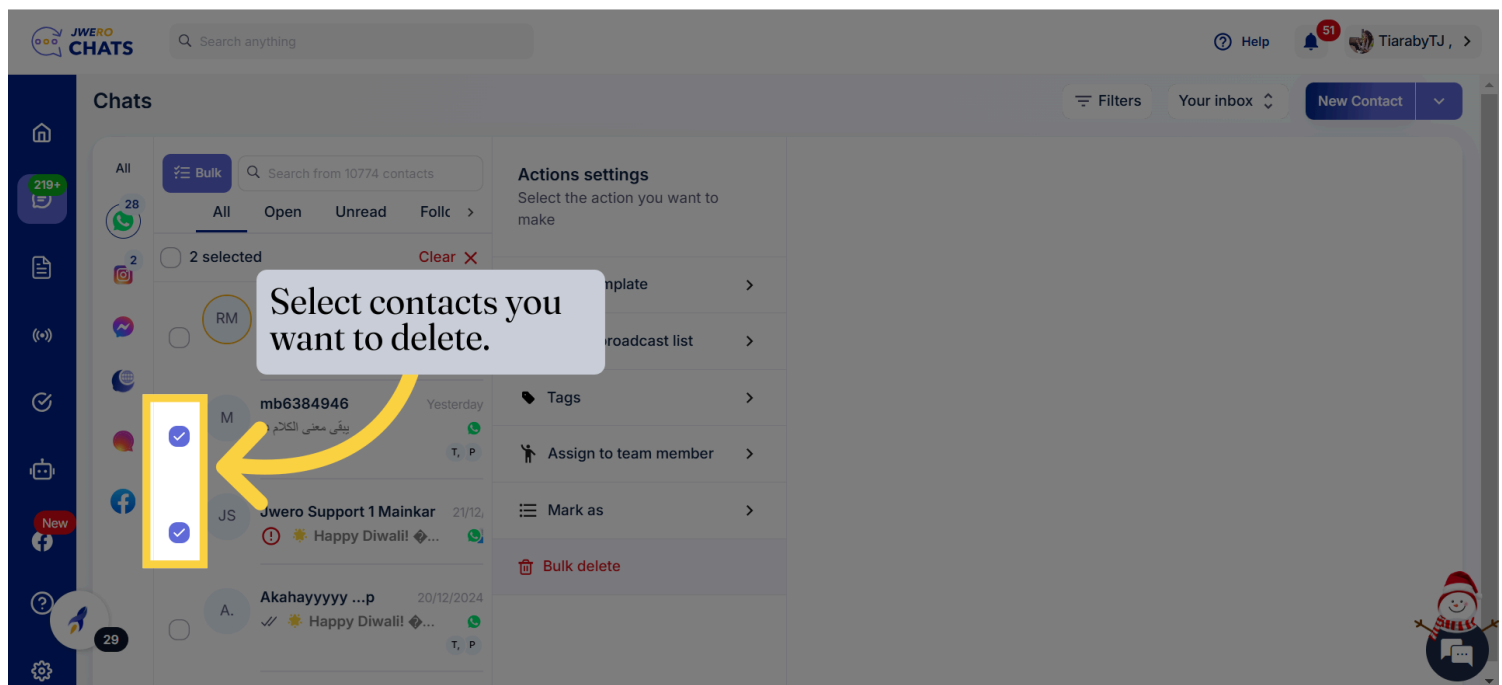 JWERO
CHATS
Search anything
Help
51
TiarabyTJ ,
Chats
Filters
Your inbox
New Contact
All
Bulk
Search from 10774 contacts
Actions settings
Select the action you want to
make
219+
28
All
Open
Unread
Follc
2 selected
Clear
2
mplate
Select contacts you
want to delete.
RM
roadcast list
mb6384946
Yesterday
Tags
M
يبقى معنى الكلام
T, P
Assign to team member
Jwero Support 1 Mainkar
21/12,
Mark as
JS
Happy Diwali! �...
New
Bulk delete
Akahayyyyy ...p
20/12/2024
A.
Happy Diwali! �...
29
T, P